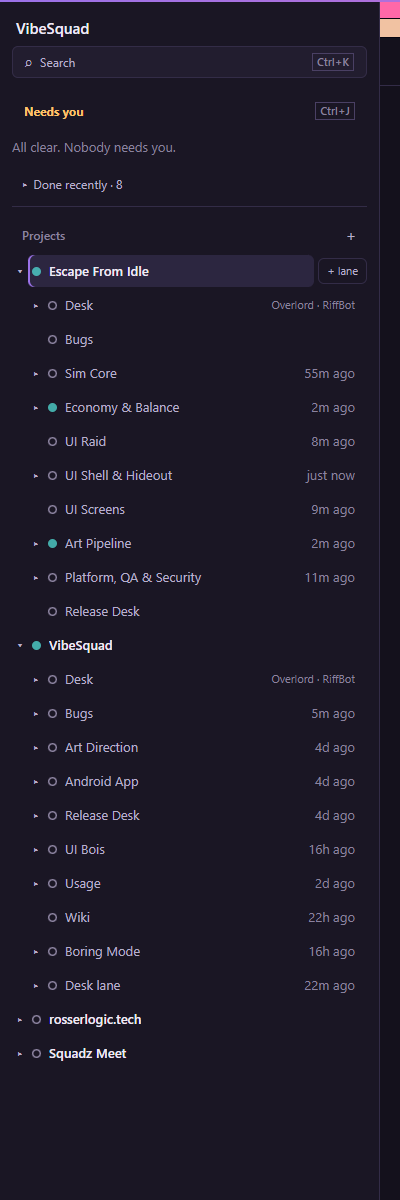 VibeSquad
Search Ctrl+K
Needs you Ctrl+J
All clear. Nobody needs you.
Done recently · 8
Projects +
Escape From Idle + lane
Desk Overlord · RiffBot
Bugs
Sim Core 55m ago
Economy & Balance 2m ago
UI Raid 8m ago
UI Shell & Hideout just now
UI Screens 9m ago
Art Pipeline 2m ago
Platform, QA & Security 11m ago
Release Desk
VibeSquad
Desk Overlord · RiffBot
Bugs 5m ago
Art Direction 4d ago
Android App 4d ago
Release Desk 4d ago
UI Bois 16h ago
Usage 2d ago
Wiki 22h ago
Boring Mode 16h ago
Desk lane 22m ago
rosserlogic.tech
Squadz Meet